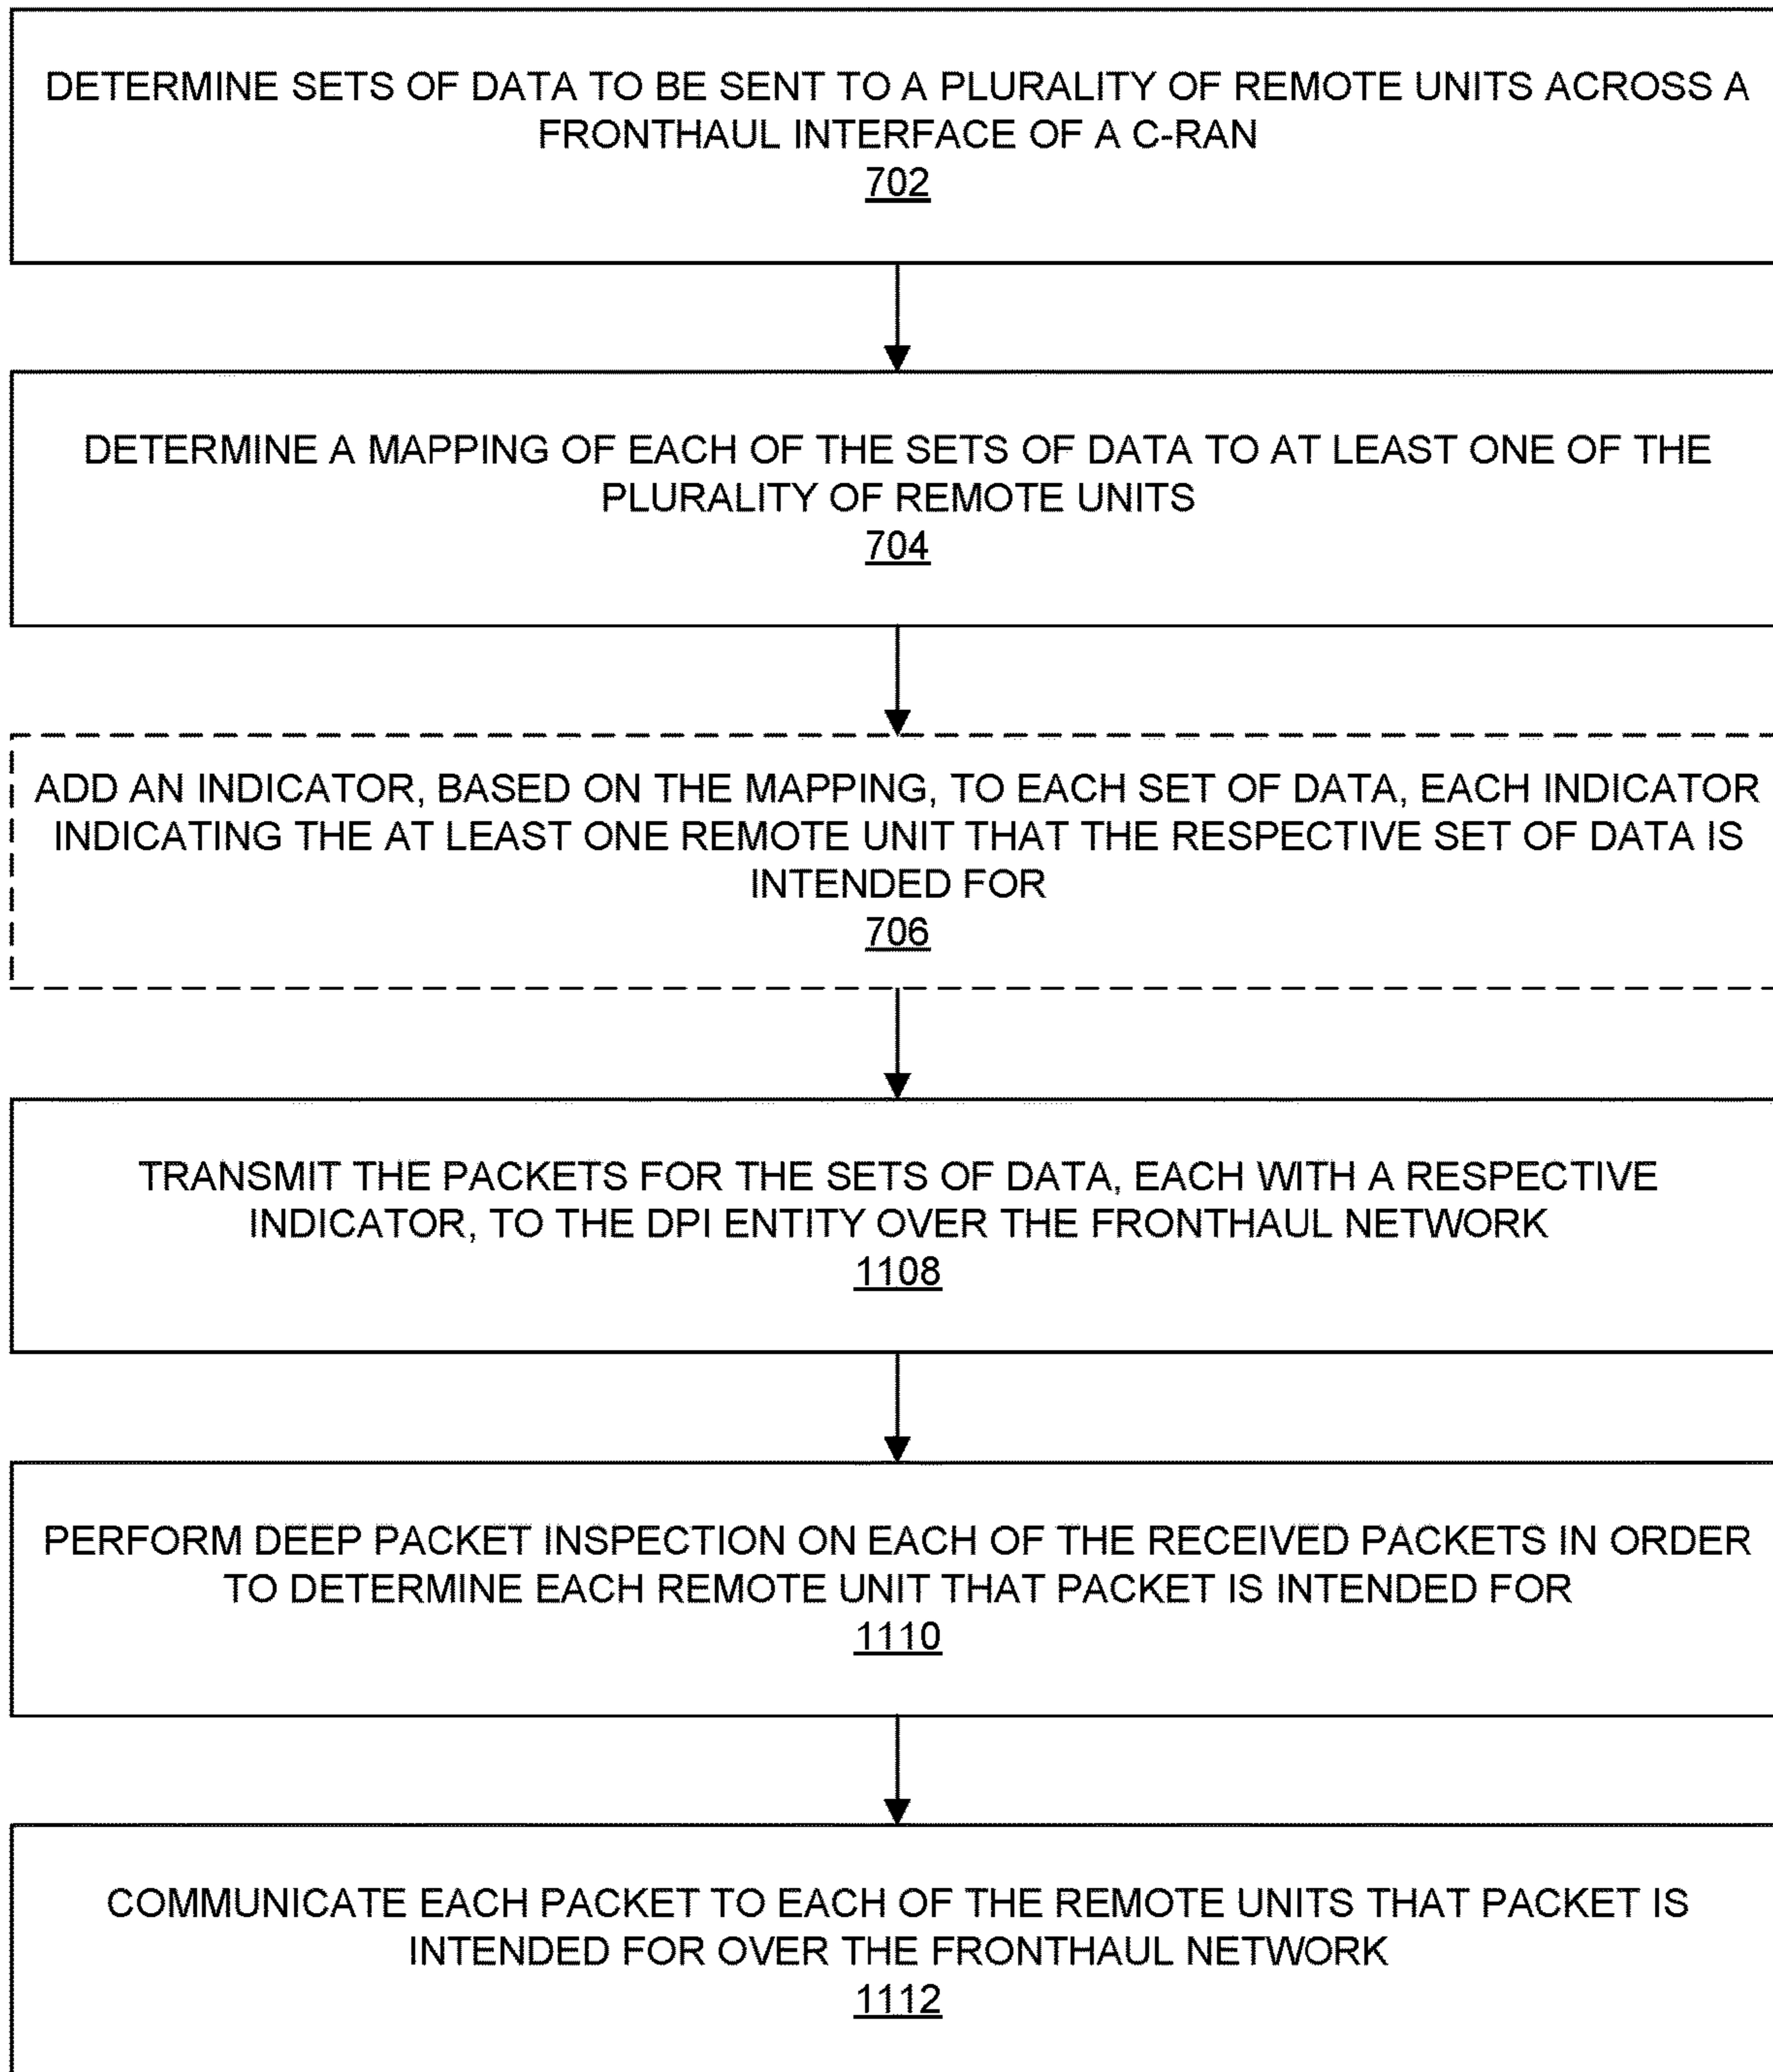 DETERMINE SETS OF DATA TO BE SENT TO A PLURALITY OF REMOTE UNITS ACROSS A
FRONTHAUL INTERFACE OF A C-RAN
702
DETERMINE A MAPPING OF EACH OF THE SETS OF DATA TO AT LEAST ONE OF THE
PLURALITY OF REMOTE UNITS
704
ADD AN INDICATOR, BASED ON THE MAPPING, TO EACH SET OF DATA, EACH INDICATOR
INDICATING THE AT LEAST ONE REMOTE UNIT THAT THE RESPECTIVE SET OF DATA IS
INTENDED FOR
706
TRANSMIT THE PACKETS FOR THE SETS OF DATA, EACH WITH A RESPECTIVE
INDICATOR, TO THE DPI ENTITY OVER THE FRONTHAUL NETWORK
1108
PERFORM DEEP PACKET INSPECTION ON EACH OF THE RECEIVED PACKETS IN ORDER
TO DETERMINE EACH REMOTE UNIT THAT PACKET IS INTENDED FOR
1110
COMMUNICATE EACH PACKET TO EACH OF THE REMOTE UNITS THAT PACKET IS
INTENDED FOR OVER THE FRONTHAUL NETWORK
1112